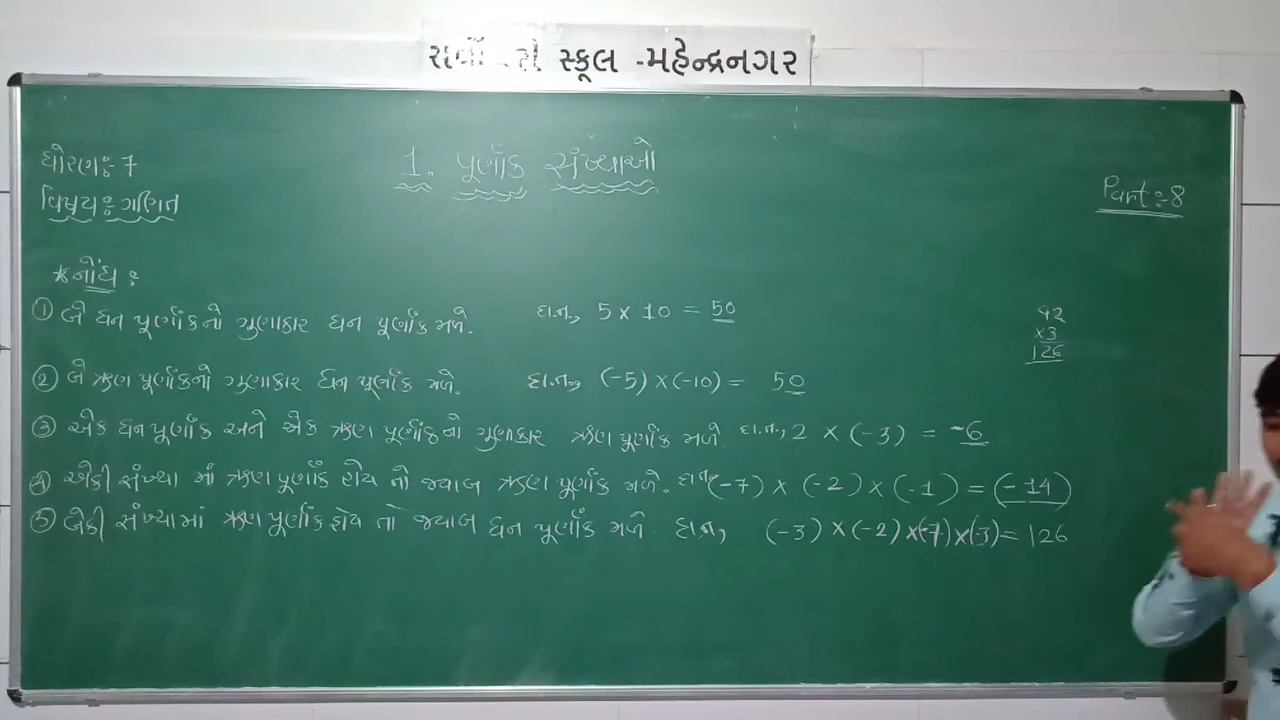 સ્કૂલ -મહેન્દ્રનગર
ધોરણઃ- 7
1. પૂર્ણાંક સંખ્યાઓ
વિષયઃ- ગણિત
Part:-8
*નોંધ :
① બે ધન પૂર્ણાંકનો ગુણાકાર ધન પૂર્ણાંક મળે. દા.ત., 5 x 10 = 50
② બે ઋણ પૂર્ણાંકનો ગુણાકાર ધન પૂર્ણાંક મળે. દા.ત., (-5) x (-10) = 50
③ એક ધન પૂર્ણાંક અને એક ઋણ પૂર્ણાંકનો ગુણાકાર ઋણ પૂર્ણાંક મળે. દા.ત., 2 x (-3) = -6
④ એકી સંખ્યા માં ઋણ પૂર્ણાંક હોય તો જવાબ ઋણ પૂર્ણાંક મળે. દા.ત. (-7) x (-2) x (-1) = (-14)
⑤ બેકી સંખ્યામાં ઋણ પૂર્ણાંક હોય તો જવાબ ધન પૂર્ણાંક મળે. દા.ત., (-3) x (-2) x (-7) x (-3) = 126
42
x3
126